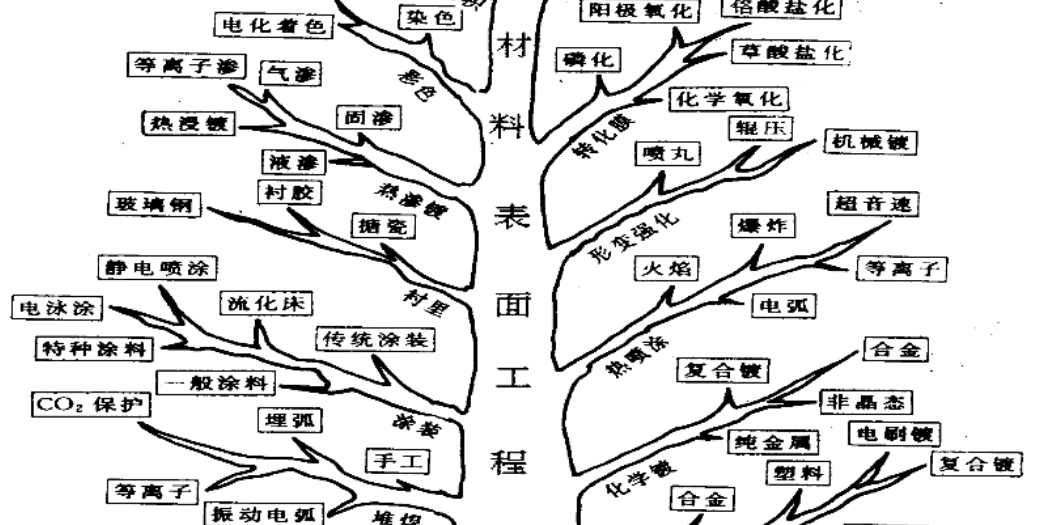 染色
电化着色
着色
等离子渗
气渗
热浸镀
固渗
液渗
热渗镀
玻璃钢
衬胶
搪瓷
衬里
静电喷涂
电泳涂
流化床
特种涂料
传统涂装
一般涂料
涂装
CO₂保护
埋弧
手工
等离子
振动电弧
堆焊
材
料
表
面
工
程
阳极氧化
铬酸盐化
磷化
草酸盐化
化学氧化
转化膜
辊压
喷丸
机械镀
形变强化
超音速
爆炸
火焰
等离子
电弧
热喷涂
合金
复合镀
非晶态
纯金属
化学镀
电刷镀
塑料
复合镀
合金